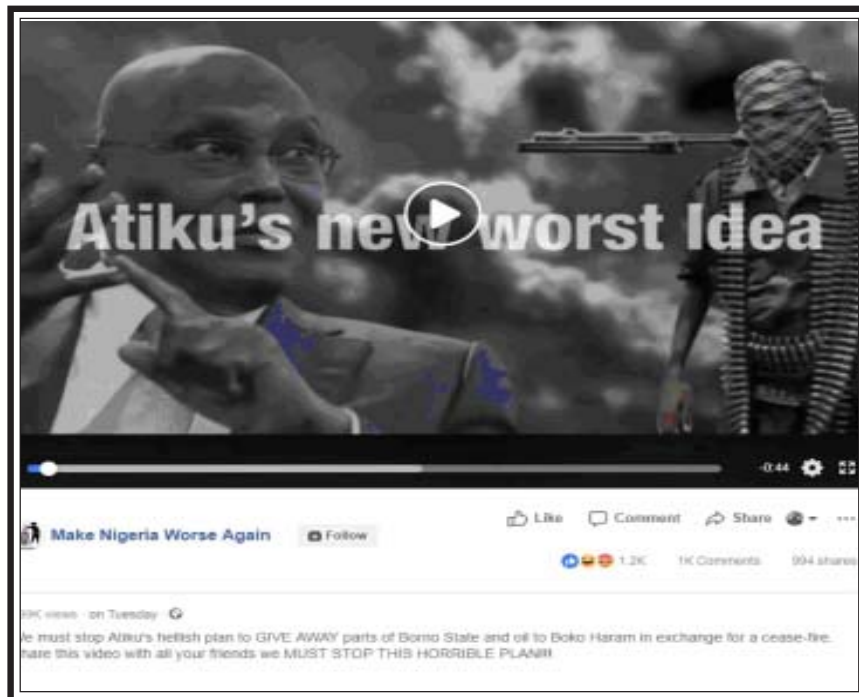 Atiku's new worst Idea
-0:44
Make Nigeria Worse Again
Follow
Like Comment Share
1.2K 1K Comments 994 shares
views · on Tuesday
must stop Atiku's hellish plan to GIVE AWAY parts of Borno State and oil to Boko Haram in exchange for a cease-fire.
this video with all your friends we MUST STOP THIS HORRIBLE PLAN!!!